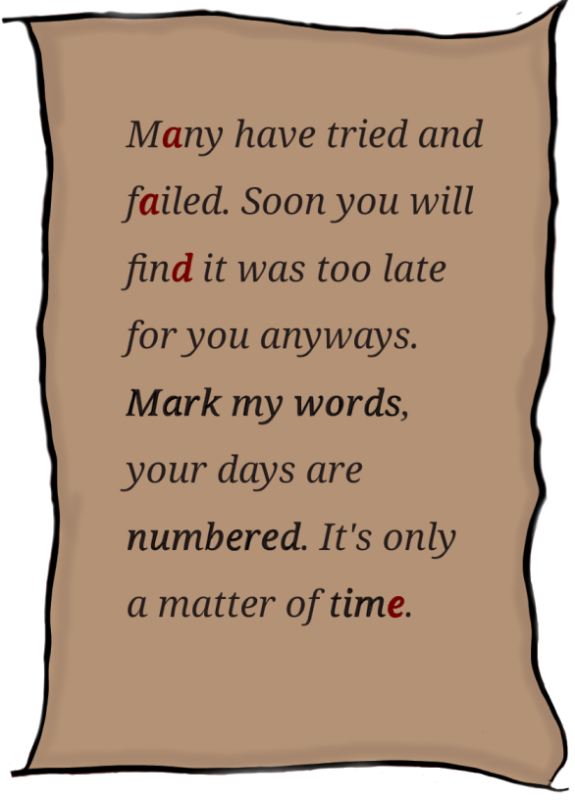 Many have tried and
failed. Soon you will
find it was too late
for you anyways.
Mark my words,
your days are
numbered. It's only
a matter of time.